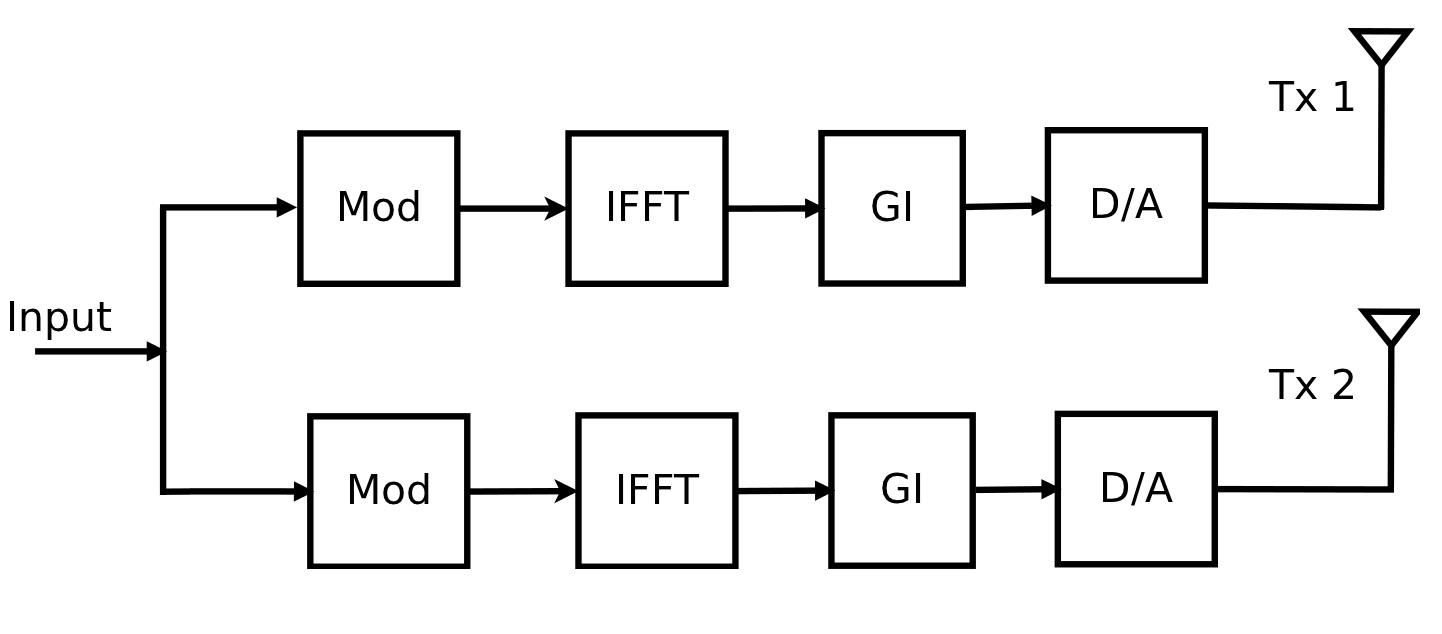 Tx 1
Mod
IFFT
GI
D/A
Input
Tx 2
Mod
IFFT
GI
D/A